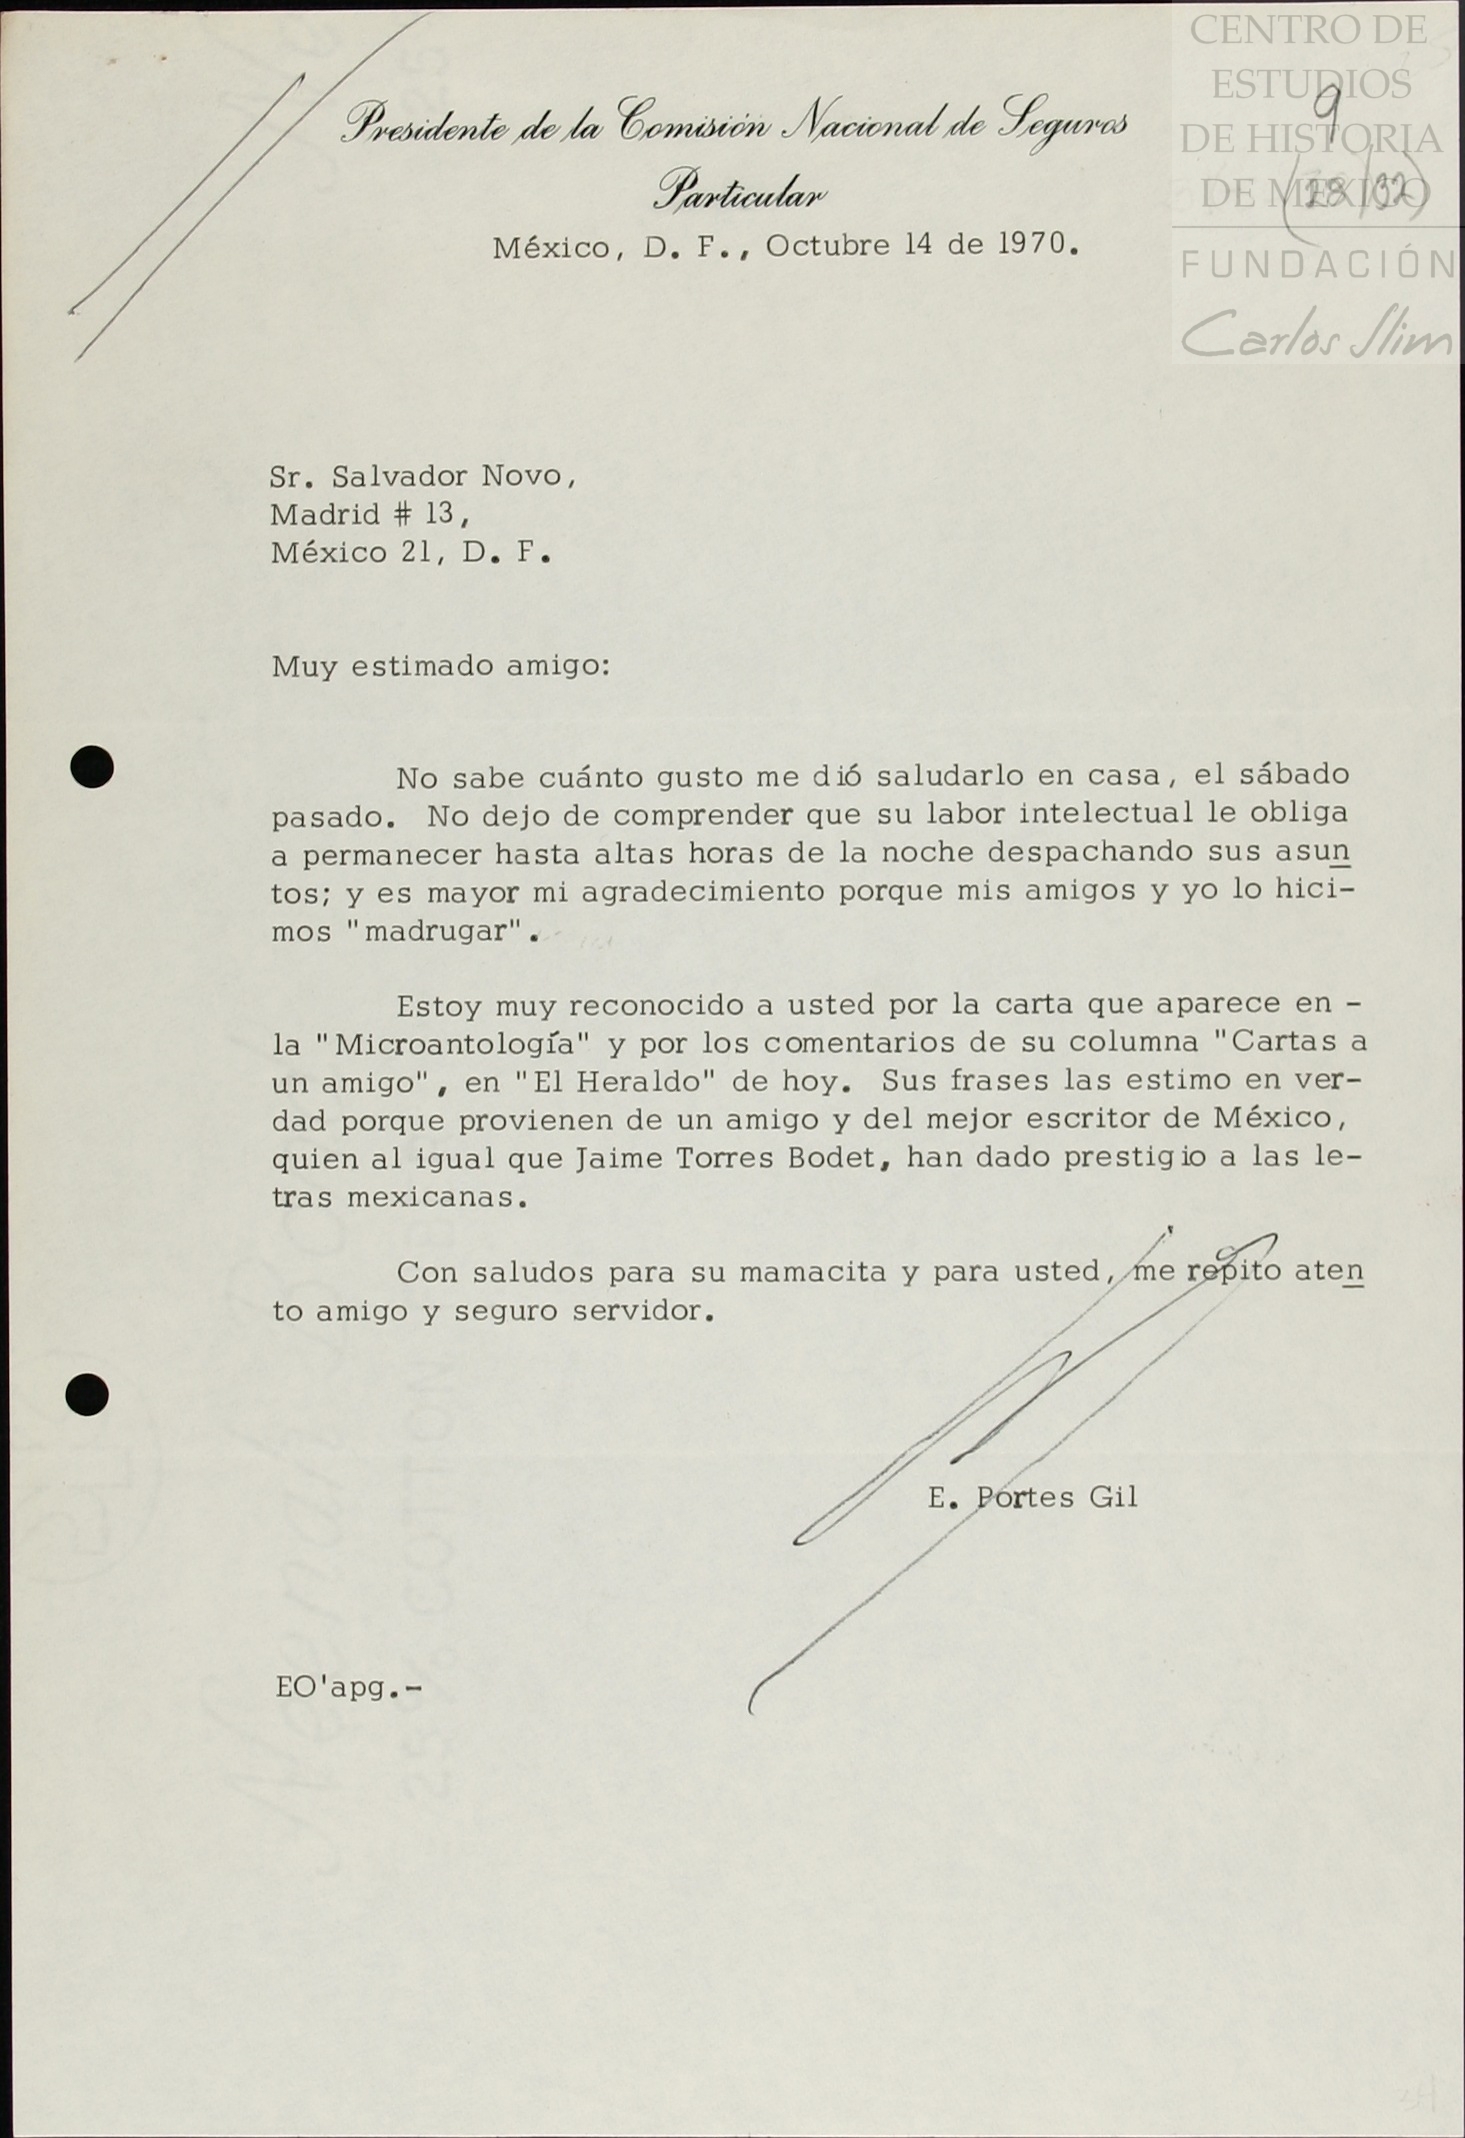 CENTRO DE
ESTUDIOS
DE HISTORIA
DE MÉXICO
FUNDACIÓN
Carlos Slim
9
(28/32)
Presidente de la Comisión Nacional de Seguros
Particular
México, D. F., Octubre 14 de 1970.
Sr. Salvador Novo,
Madrid # 13,
México 21, D. F.
Muy estimado amigo:
No sabe cuánto gusto me dió saludarlo en casa, el sábado
pasado. No dejo de comprender que su labor intelectual le obliga
a permanecer hasta altas horas de la noche despachando sus asun
tos; y es mayor mi agradecimiento porque mis amigos y yo lo hici-
mos "madrugar".
Estoy muy reconocido a usted por la carta que aparece en -
la "Microantología" y por los comentarios de su columna "Cartas a
un amigo", en "El Heraldo" de hoy. Sus frases las estimo en ver-
dad porque provienen de un amigo y del mejor escritor de México,
quien al igual que Jaime Torres Bodet, han dado prestigio a las le-
tras mexicanas.
Con saludos para su mamacita y para usted, me repito aten
to amigo y seguro servidor.
E. Portes Gil
EO'apg.-